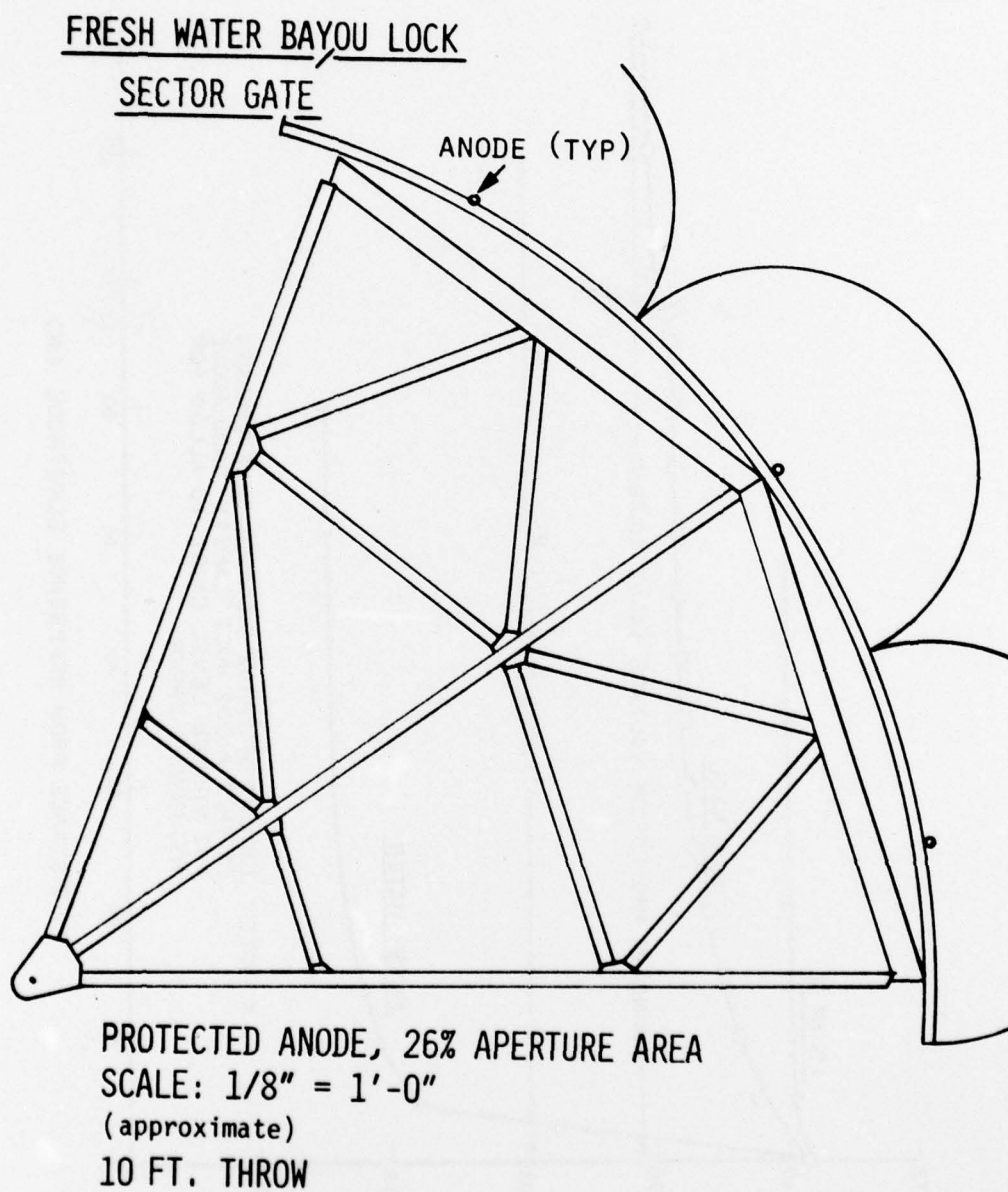 FRESH WATER BAYOU LOCK
SECTOR GATE
ANODE (TYP)
PROTECTED ANODE, 26% APERTURE AREA
SCALE: 1/8" = 1'-0"
(approximate)
10 FT. THROW